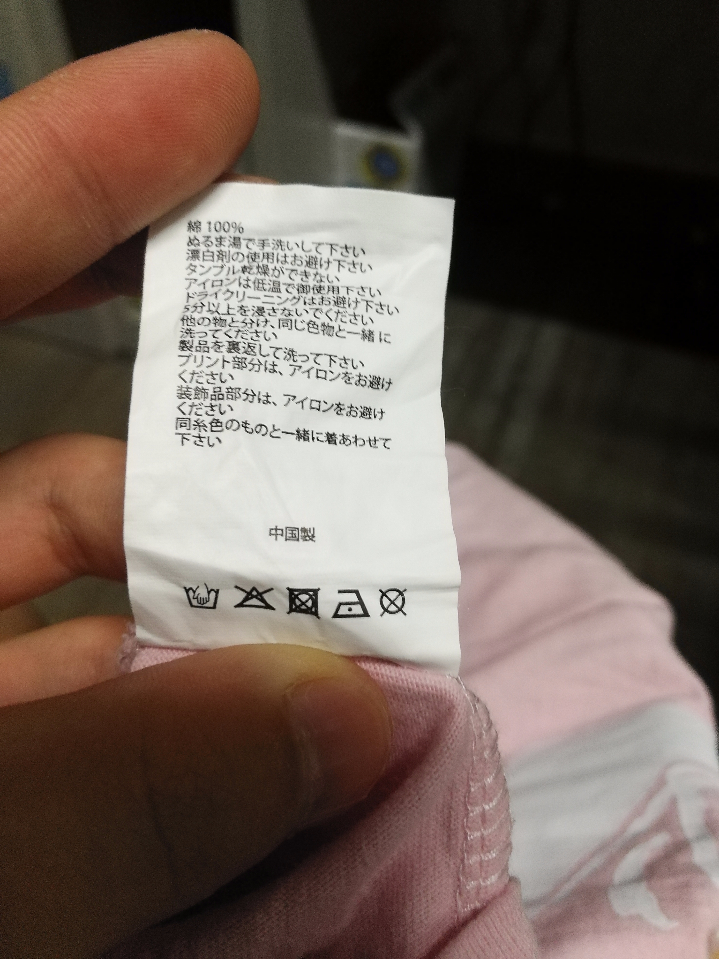 綿 100%
ぬるま湯で手洗いして下さい
漂白剤の使用はお避け下さい
タンブル乾燥ができない
アイロンは低温で御使用下さい
ドライクリーニングはお避け下さい
5分以上を浸さないでください
他の物と分け、同じ色物と一緒に
洗ってください
製品を裏返して洗って下さい
プリント部分は、アイロンをお避け
ください
装飾品部分は、アイロンをお避け
ください
同糸色のものと一緒に着あわせて
下さい
中国製